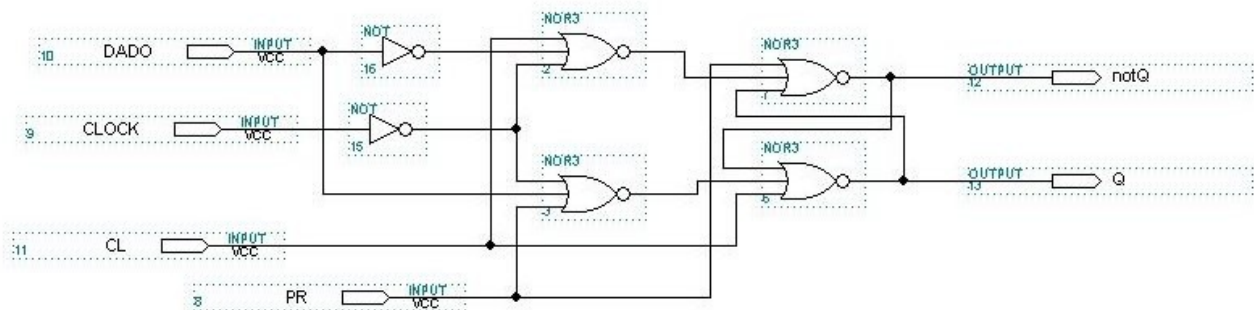 DADO
INPUT
VCC
10
NOT
16
NOR3
2
NOR3
7
OUTPUT
12
notQ
CLOCK
INPUT
VCC
9
NOT
15
NOR3
3
NOR3
6
OUTPUT
13
Q
CL
INPUT
VCC
11
PR
INPUT
VCC
8